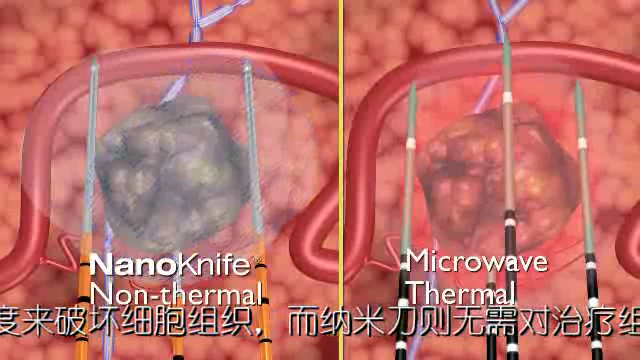 NanoKnife
Non-thermal
Microwave
Thermal
度来破坏细胞组织，而纳米刀则无需对治疗组